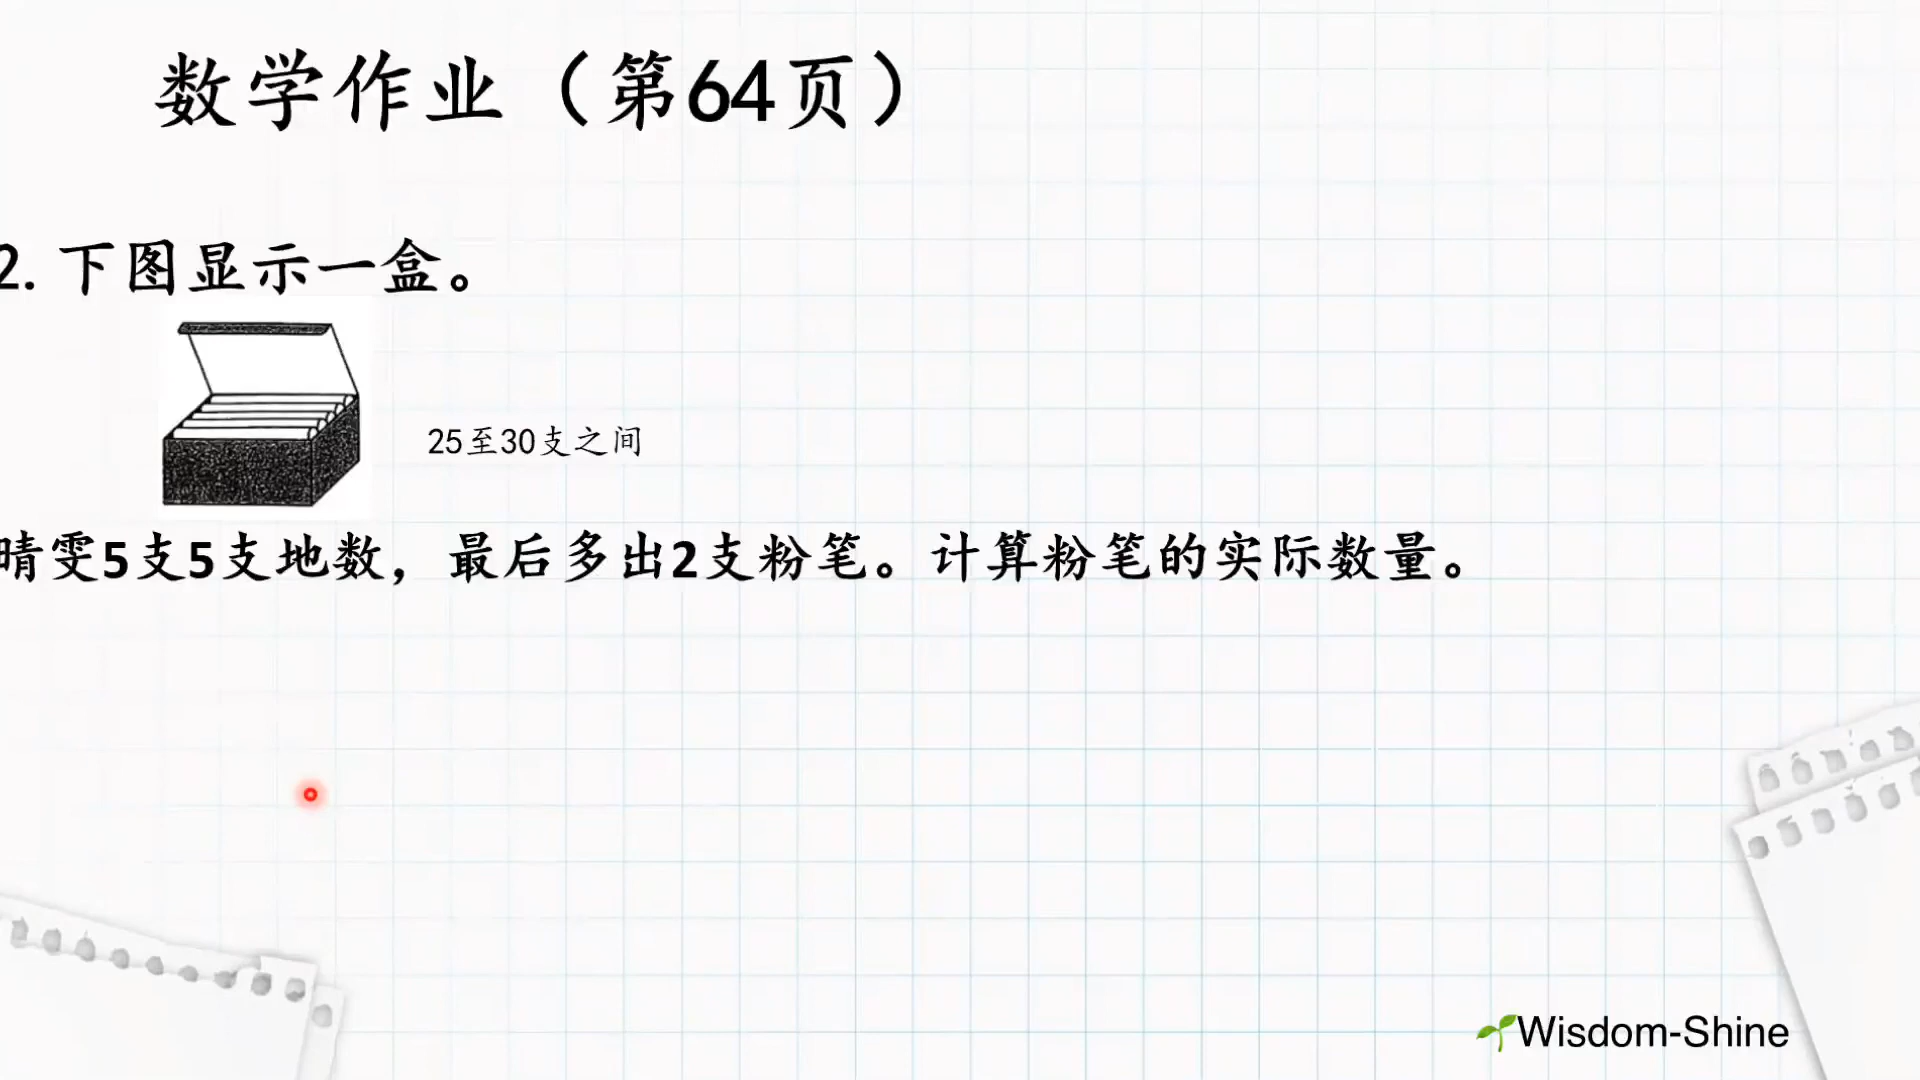 数学作业（第64页）
2. 下图显示一盒。
25至30支之间
晴雯5支5支地数，最后多出2支粉笔。计算粉笔的实际数量。
Wisdom-Shine